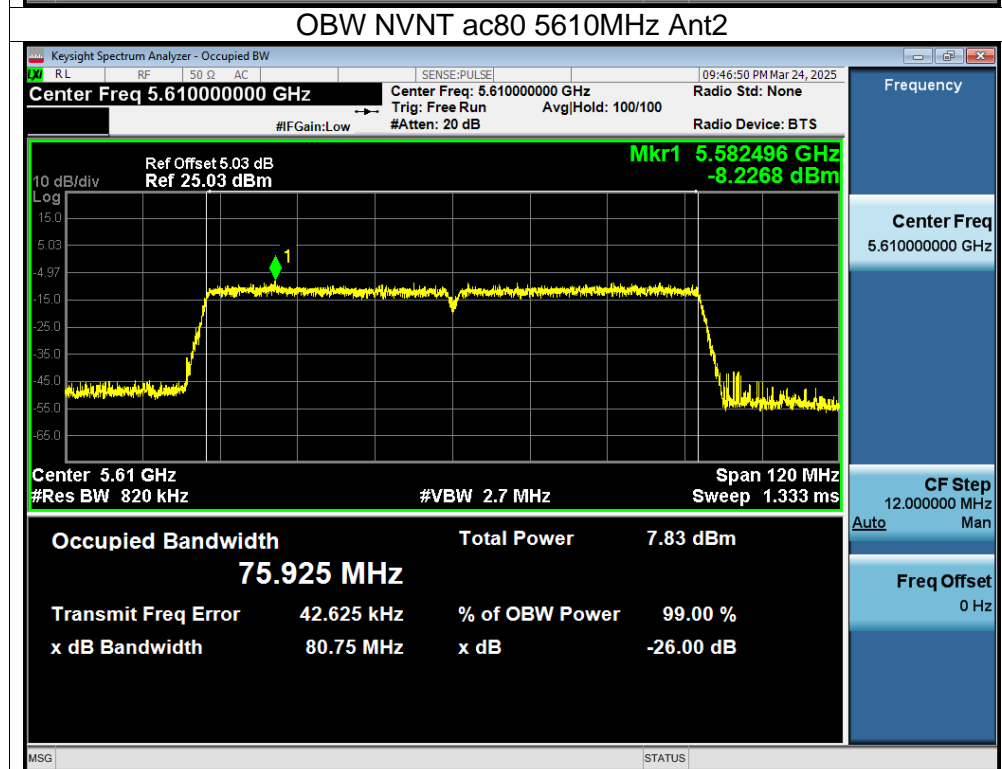 OBW NVNT ac80 5610MHz Ant2
Keysight Spectrum Analyzer - Occupied BW
LXI RL RF 50 Ω AC SENSE:PULSE 09:46:50 PM Mar 24, 2025
Center Freq 5.610000000 GHz Center Freq: 5.610000000 GHz Radio Std: None
Trig: Free Run Avg|Hold: 100/100
#IFGain:Low #Atten: 20 dB Radio Device: BTS
Frequency
Ref Offset 5.03 dB Mkr1 5.582496 GHz
10 dB/div Ref 25.03 dBm -8.2268 dBm
Log
15.0
5.03
1
-4.97
-15.0
-25.0
-35.0
-45.0
-55.0
-65.0
Center 5.61 GHz Span 120 MHz
#Res BW 820 kHz #VBW 2.7 MHz Sweep 1.333 ms
Occupied Bandwidth Total Power 7.83 dBm
75.925 MHz
Transmit Freq Error 42.625 kHz % of OBW Power 99.00 %
x dB Bandwidth 80.75 MHz x dB -26.00 dB
Center Freq
5.610000000 GHz
CF Step
12.000000 MHz
Auto Man
Freq Offset
0 Hz
MSG STATUS